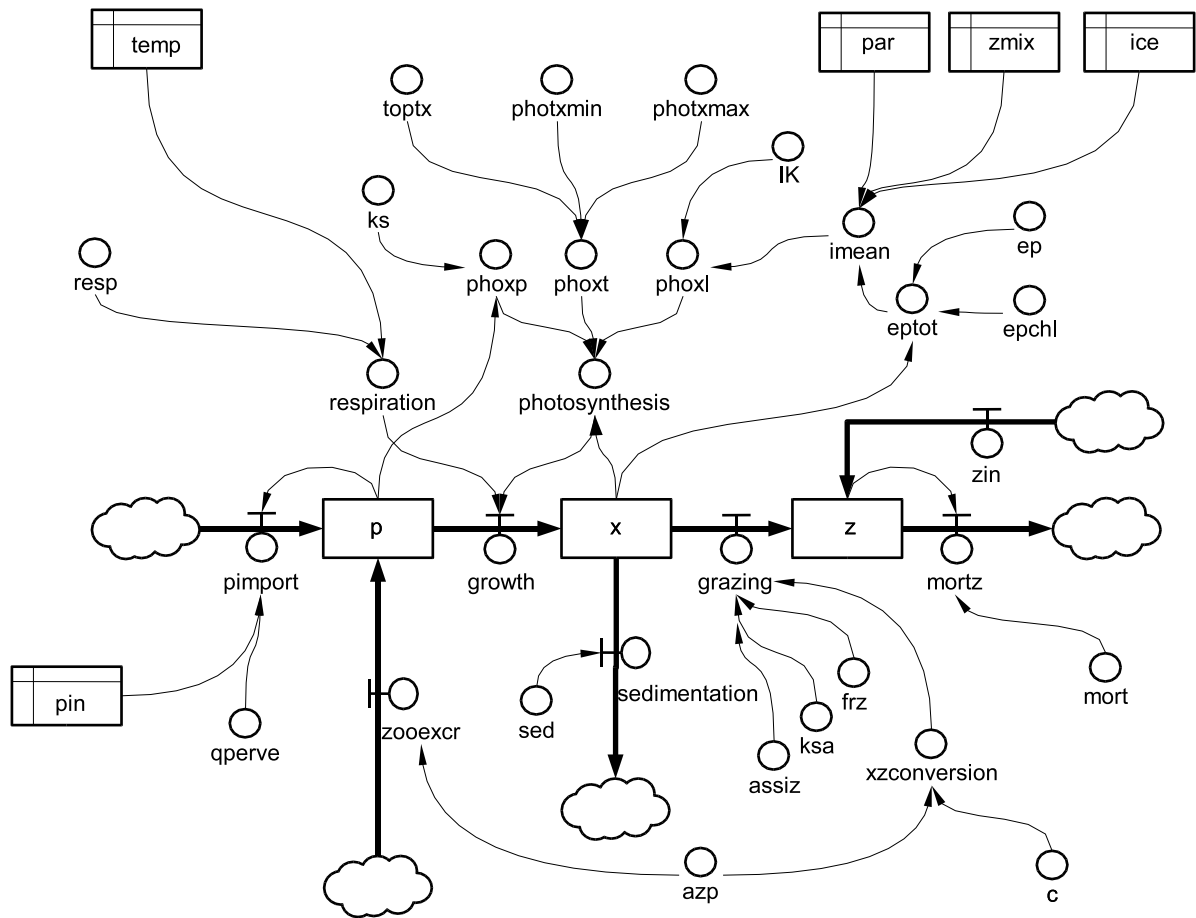 temp
par
zmix
ice
toptx
photxmin
photxmax
IK
ks
resp
phoxp
phoxt
phoxI
imean
ep
eptot
epchl
respiration
photosynthesis
zin
p
x
z
pimport
growth
grazing
mortz
pin
qperve
zooexcr
sed
sedimentation
frz
ksa
assiz
mort
xzconversion
azp
c